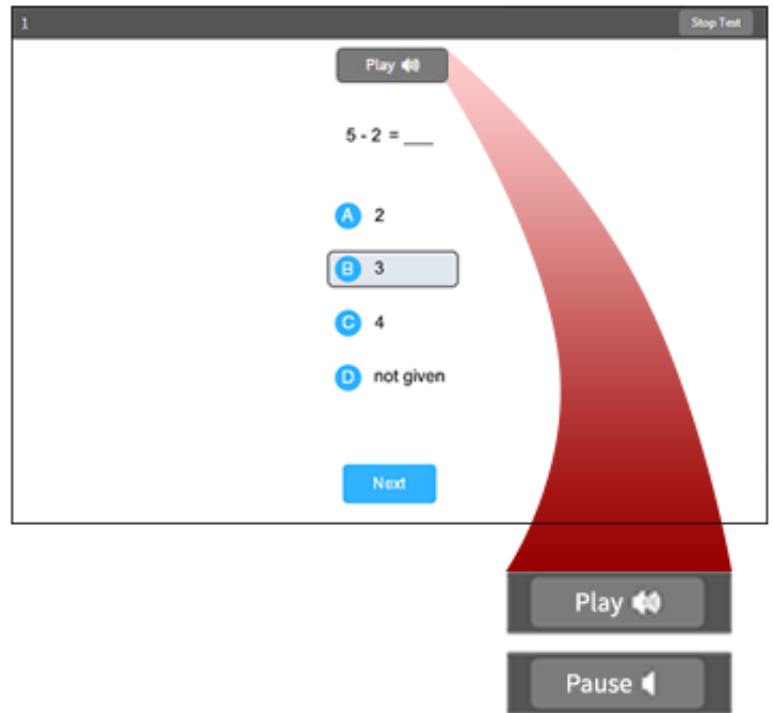 1 Stop Test
Play
5 - 2 = ___
A 2
B 3
C 4
D not given
Next
Play
Pause